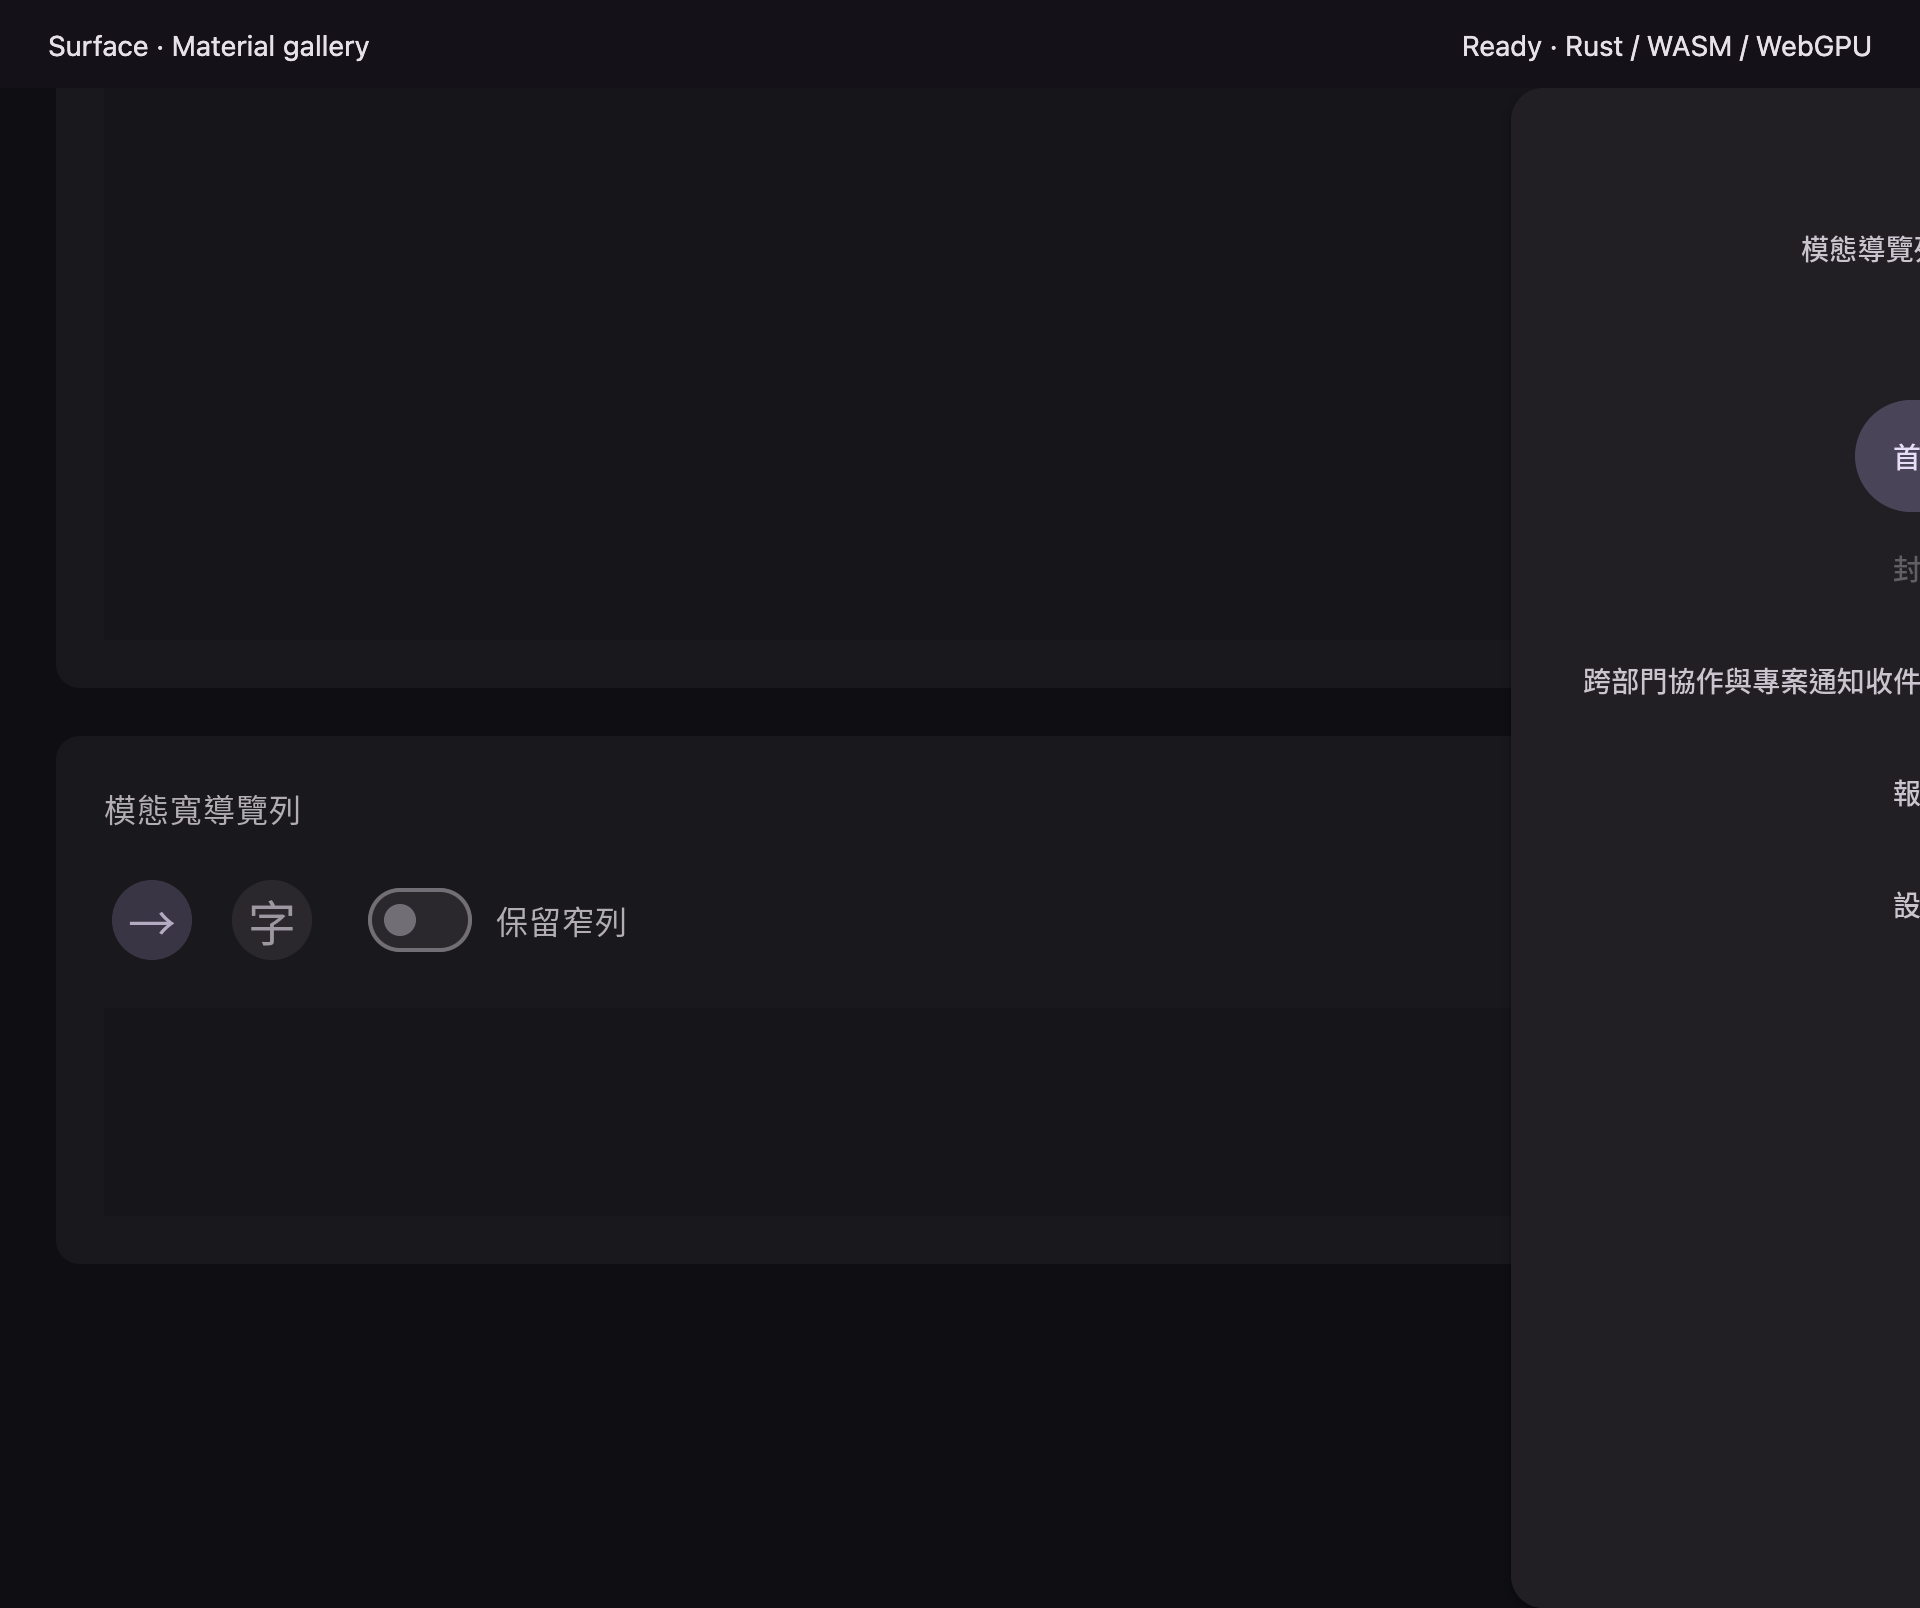 Surface · Material gallery
Ready · Rust / WASM / WebGPU
模態導覽
首
封
跨部門協作與專案通知收件
模態寬導覽列
報
→ 字 保留窄列
設